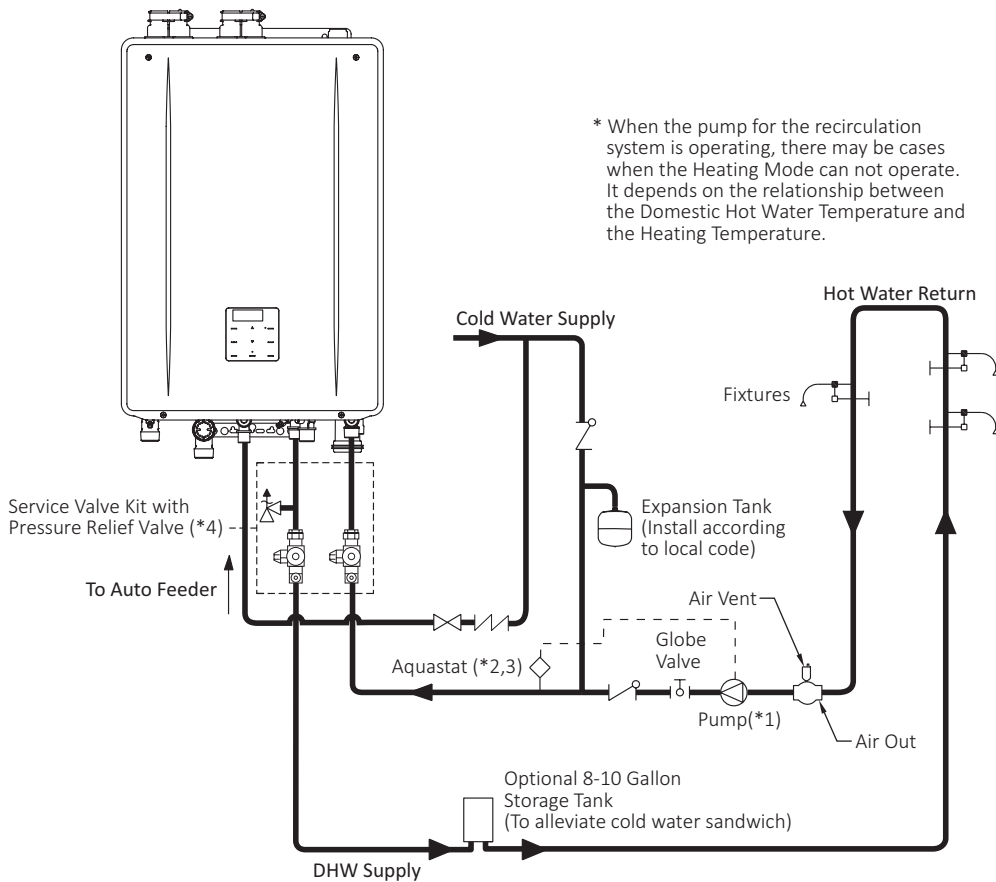 * When the pump for the recirculation
system is operating, there may be cases
when the Heating Mode can not operate.
It depends on the relationship between
the Domestic Hot Water Temperature and
the Heating Temperature.
Hot Water Return
Cold Water Supply
Fixtures
Service Valve Kit with
Pressure Relief Valve (*4)
Expansion Tank
(Install according
to local code)
To Auto Feeder
Air Vent
Globe
Valve
Aquastat (*2,3)
Pump(*1)
Air Out
Optional 8-10 Gallon
Storage Tank
(To alleviate cold water sandwich)
DHW Supply